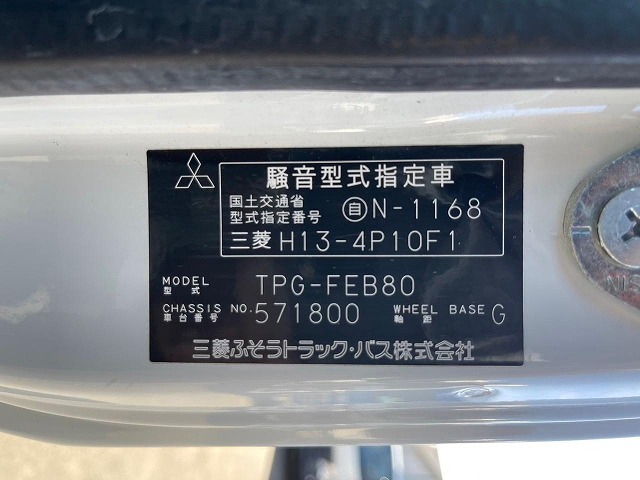 騒音型式指定車
国土交通省
型式指定番号 自N-1168
三菱 H13-4P10F1
MODEL 型式 TPG-FEB80
CHASSIS NO. 車台番号 571800 WHEEL BASE 軸距 G
三菱ふそうトラック・バス株式会社
NIS